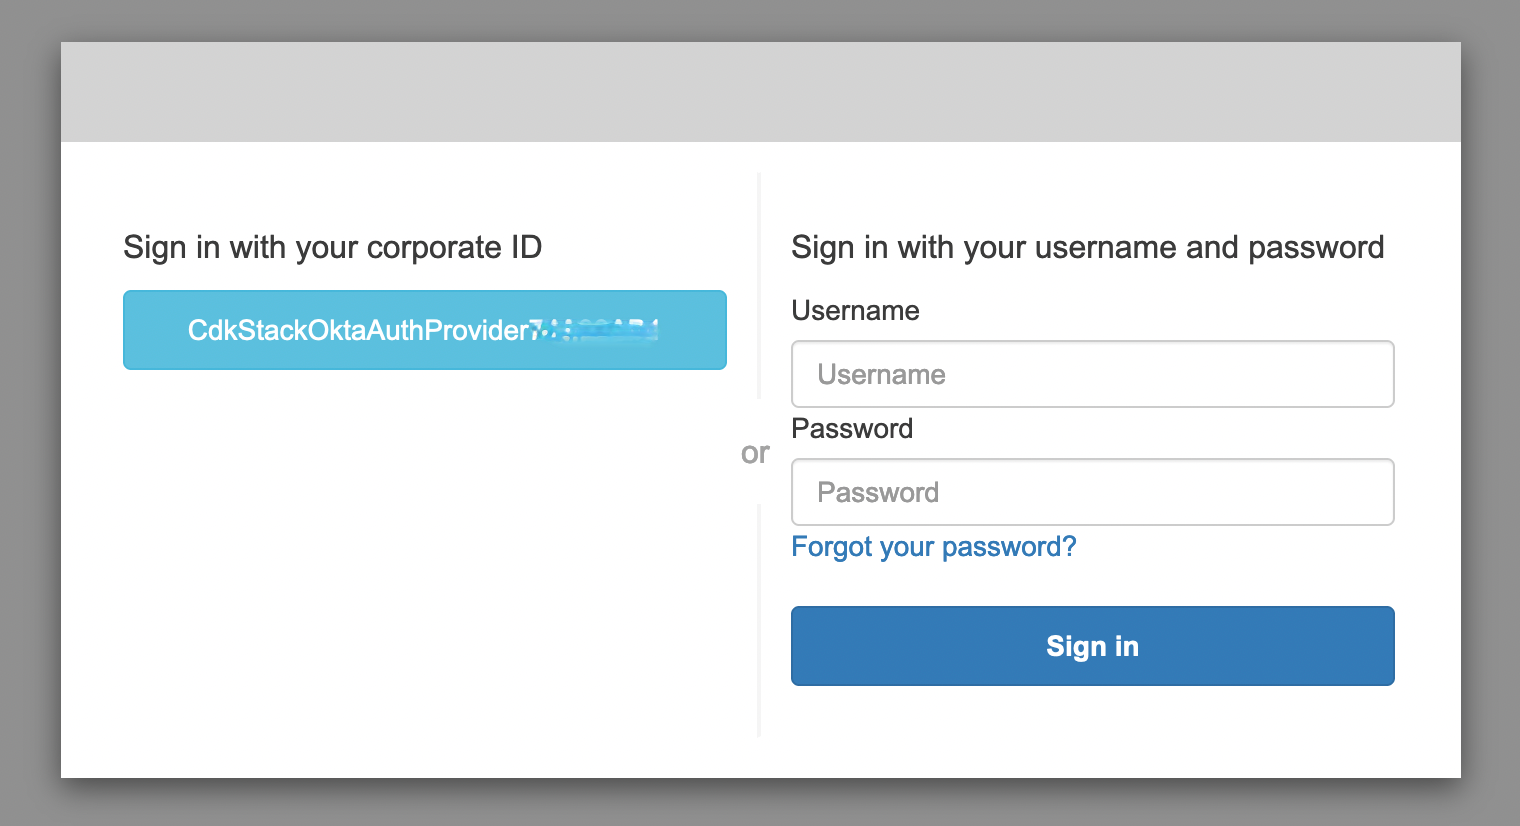 Sign in with your corporate ID
CdkStackOktaAuthProvider
or
Sign in with your username and password
Username
Username
Password
Password
Forgot your password?
Sign in